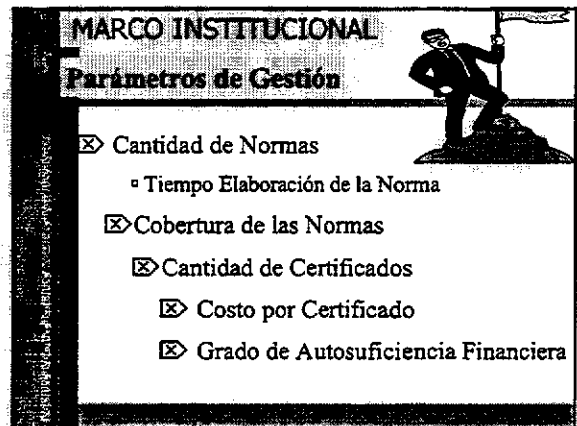 MARCO INSTITUCIONAL
Parámetros de Gestión
Cantidad de Normas
Tiempo Elaboración de la Norma
Cobertura de las Normas
Cantidad de Certificados
Costo por Certificado
Grado de Autosuficiencia Financiera